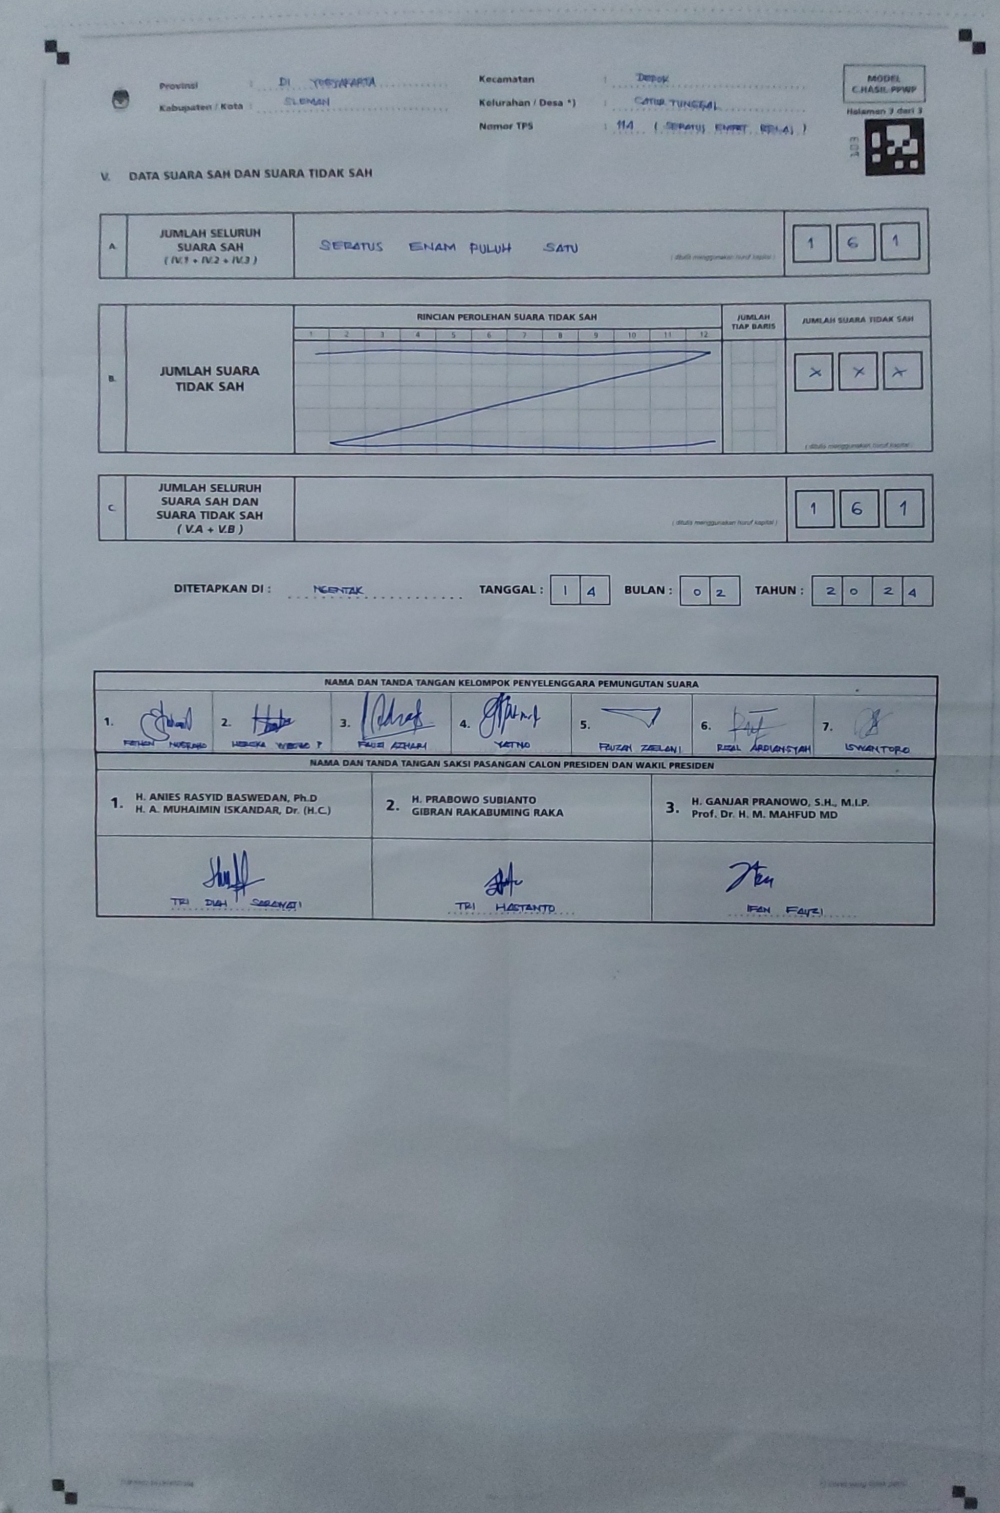 Provinsi : DI YOGYAKARTA
Kabupaten / Kota : SLEMAN
Kecamatan : Depok
Kelurahan / Desa *) : CATUR TUNGGAL
Nomor TPS : 114 ( SERATUS EMPAT BELAS )
MODEL
C.HASIL-PPWP
Halaman 3 dari 3
V. DATA SUARA SAH DAN SUARA TIDAK SAH
A. JUMLAH SELURUH
SUARA SAH
( IV.1 + IV.2 + IV.3 )
SERATUS ENAM PULUH SATU
( ditulis menggunakan huruf kapital )
1 6 1
B. JUMLAH SUARA
TIDAK SAH
RINCIAN PEROLEHAN SUARA TIDAK SAH
1 2 3 4 5 6 7 8 9 10 11 12
JUMLAH
TIAP BARIS
JUMLAH SUARA TIDAK SAH
X X X
( ditulis menggunakan huruf kapital )
C. JUMLAH SELURUH
SUARA SAH DAN
SUARA TIDAK SAH
( V.A + V.B )
( ditulis menggunakan huruf kapital )
1 6 1
DITETAPKAN DI : NGENTAK TANGGAL : 1 4 BULAN : 0 2 TAHUN : 2 0 2 4
NAMA DAN TANDA TANGAN KELOMPOK PENYELENGGARA PEMUNGUTAN SUARA
1. 2. 3. 4. 5. 6. 7.
FAUZI AZHARI YATNO FAUZAN ZAELANI RIZAL ARDIANSYAH ISWANTORO
NAMA DAN TANDA TANGAN SAKSI PASANGAN CALON PRESIDEN DAN WAKIL PRESIDEN
1. H. ANIES RASYID BASWEDAN, Ph.D
H. A. MUHAIMIN ISKANDAR, Dr. (H.C.)
2. H. PRABOWO SUBIANTO
GIBRAN RAKABUMING RAKA
3. H. GANJAR PRANOWO, S.H., M.I.P.
Prof. Dr. H. M. MAHFUD MD
TRI DIAH SARAWATI
TRI HASTANTO
IFAN FAUZI